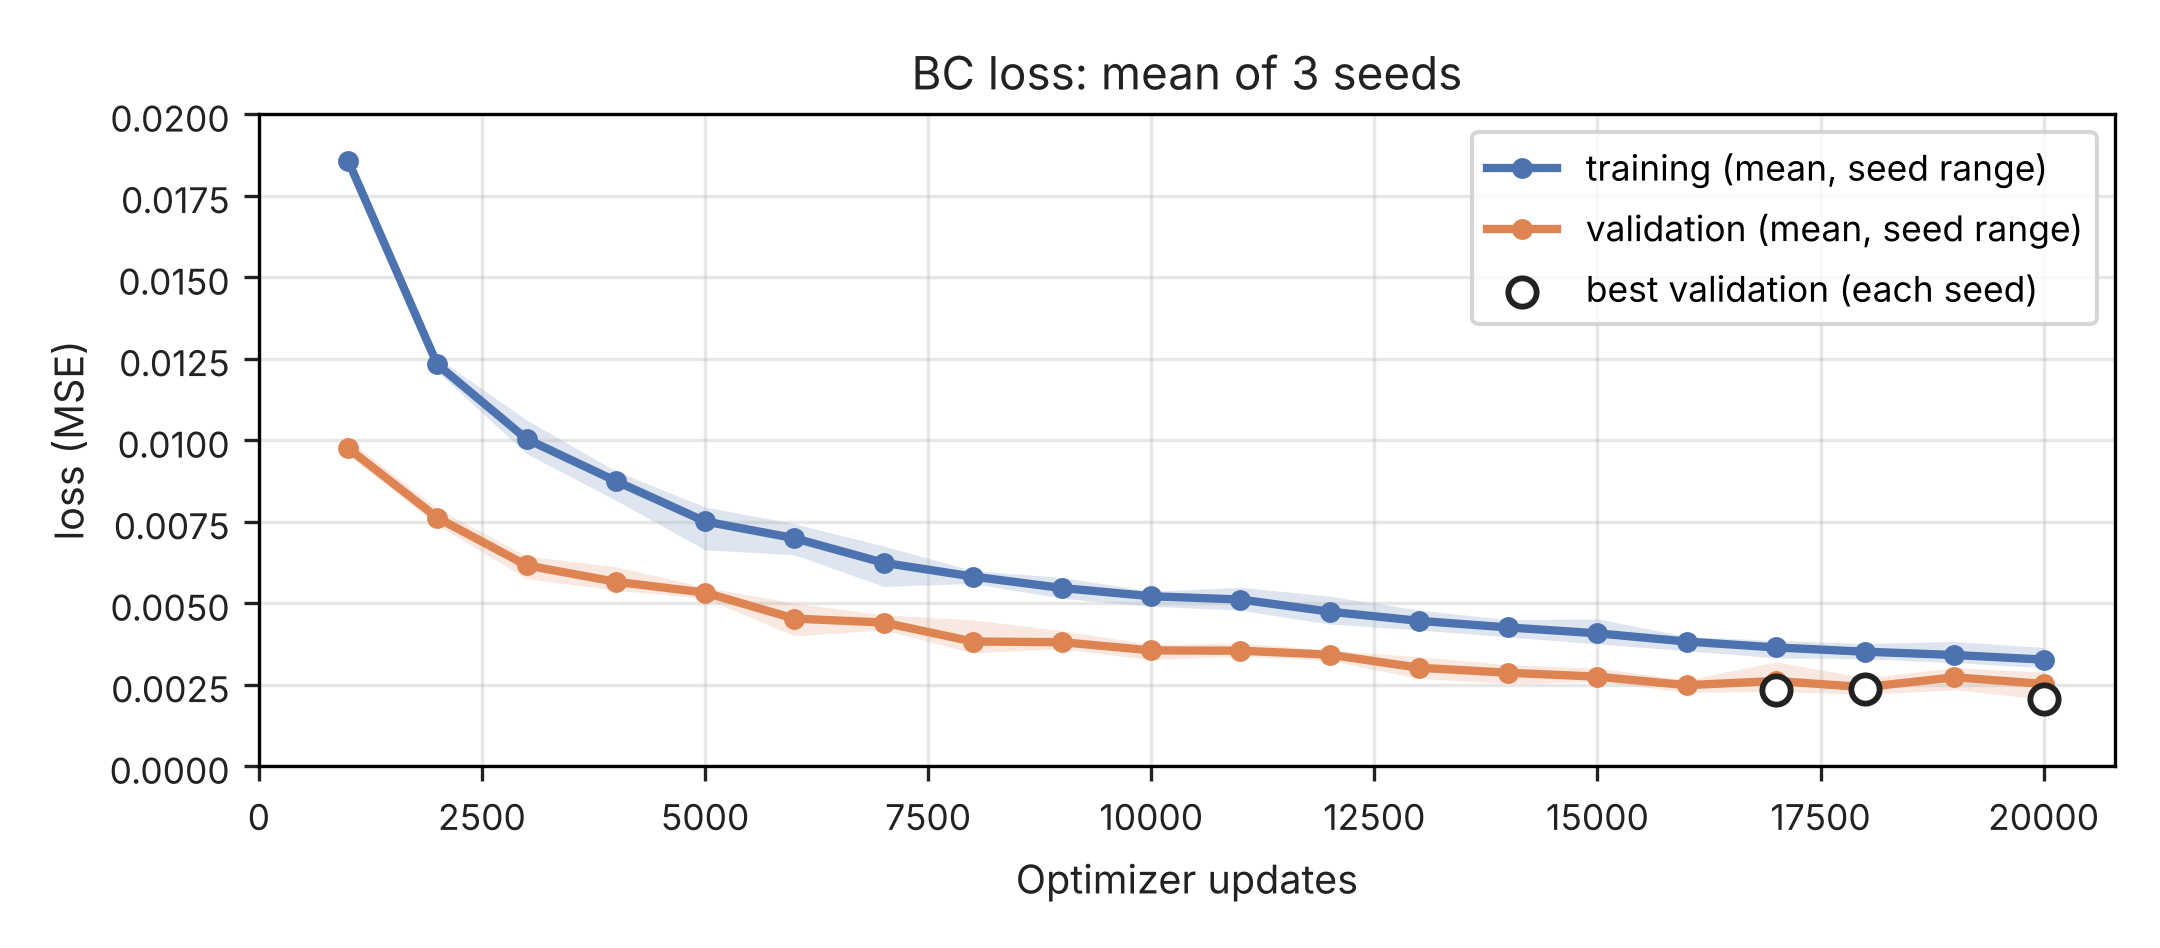 BC loss: mean of 3 seeds
0.0200
0.0175
0.0150
0.0125
0.0100
0.0075
0.0050
0.0025
0.0000
loss (MSE)
training (mean, seed range)
validation (mean, seed range)
best validation (each seed)
0 2500 5000 7500 10000 12500 15000 17500 20000
Optimizer updates